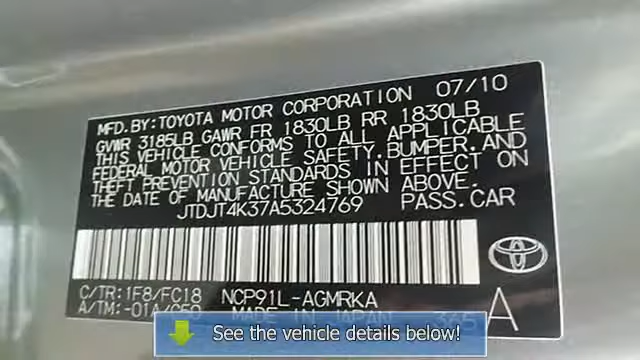 MFD. BY: TOYOTA MOTOR CORPORATION 07/10
GVWR 3185LB GAWR FR 1830LB RR 1830LB
THIS VEHICLE CONFORMS TO ALL APPLICABLE
FEDERAL MOTOR VEHICLE SAFETY, BUMPER, AND
THEFT PREVENTION STANDARDS IN EFFECT ON
THE DATE OF MANUFACTURE SHOWN ABOVE.
JTDJT4K37A5324769 PASS.CAR
C/TR:1F8/FC18 NCP91L-AGMRKA
A/TM:-01A/C50 MADE IN JAPAN 365 A
See the vehicle details below!